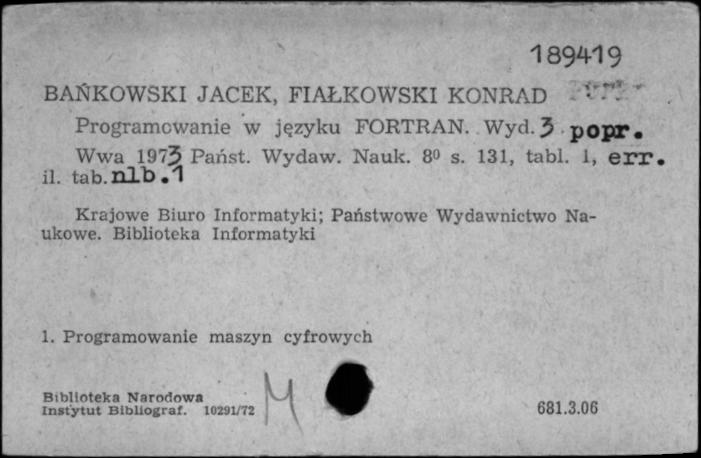 189419
BAŃKOWSKI JACEK, FIAŁKOWSKI KONRAD
Programowanie w języku FORTRAN. Wyd. 3 popr.
Wwa 1973 Państ. Wydaw. Nauk. 8⁰ s. 131, tabl. 1, err.
il. tab. nlb. 1
Krajowe Biuro Informatyki; Państwowe Wydawnictwo Na-
ukowe. Biblioteka Informatyki
1. Programowanie maszyn cyfrowych
Biblioteka Narodowa
Instytut Bibliograf. 10291/72
M
681.3.06